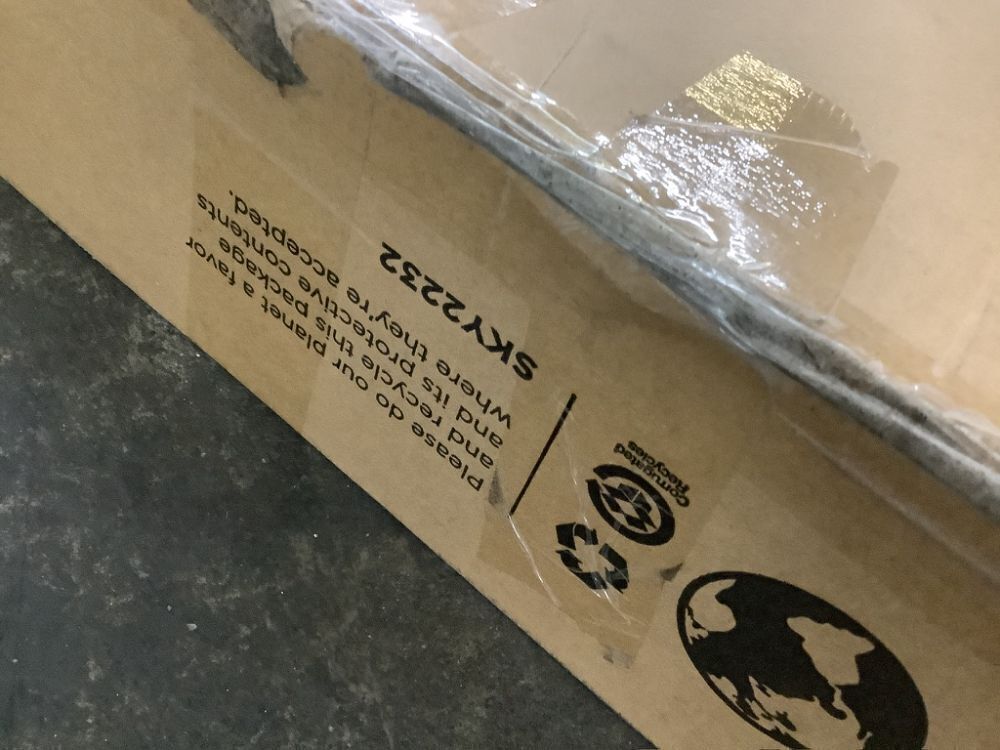 Please do our planet a favor
and recycle this package
and its protective contents
where they're accepted.
SKY22232
Corrugated
Recycles